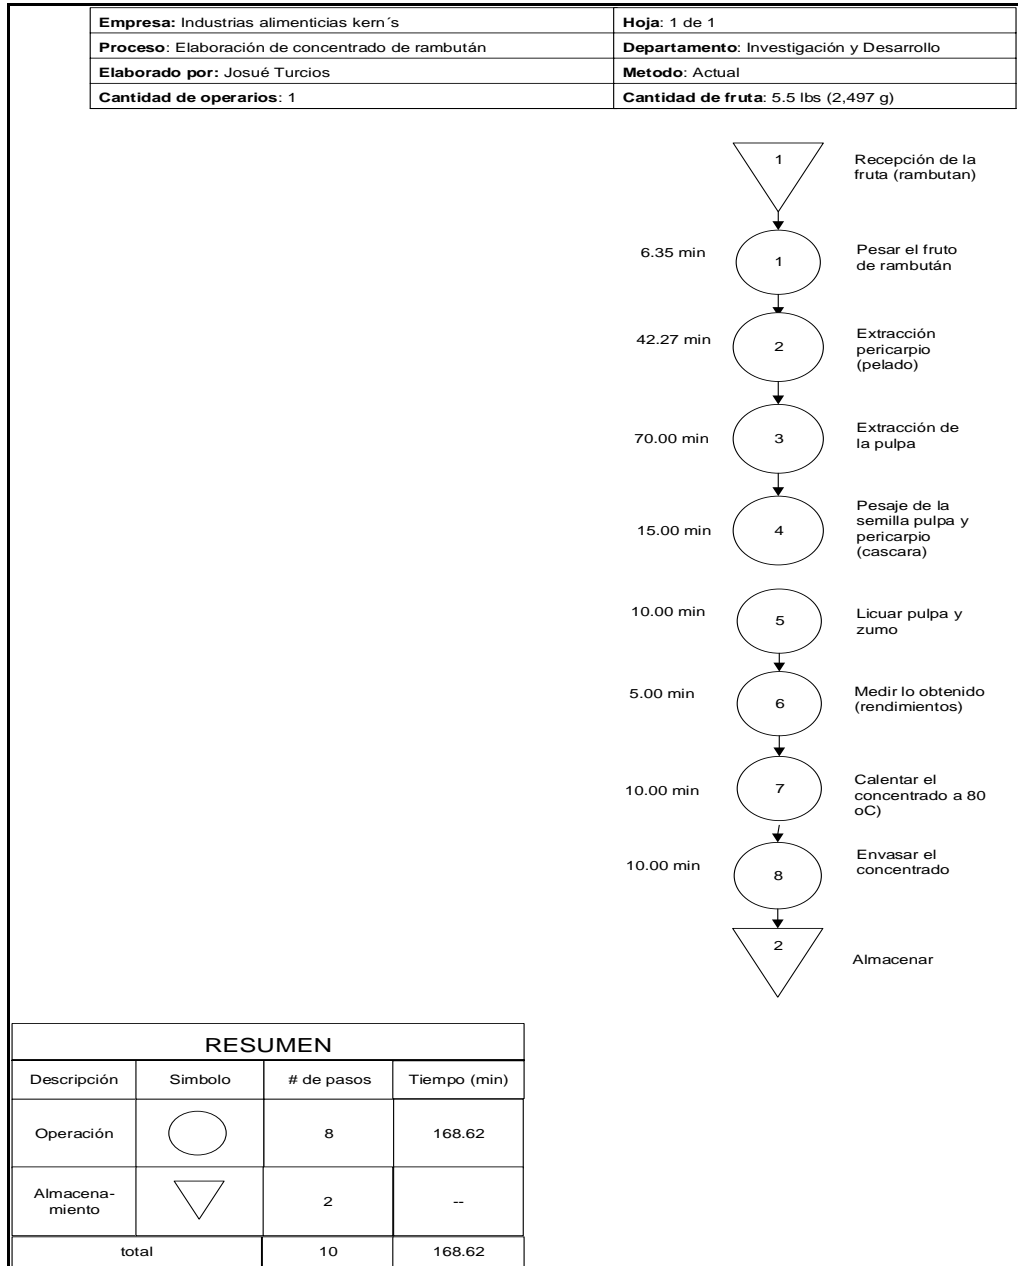 Empresa: Industrias alimenticias kern´s
Hoja: 1 de 1
Proceso: Elaboración de concentrado de rambután
Departamento: Investigación y Desarrollo
Elaborado por: Josué Turcios
Metodo: Actual
Cantidad de operarios: 1
Cantidad de fruta: 5.5 lbs (2,497 g)
1
Recepción de la
fruta (rambutan)
6.35 min
1
Pesar el fruto
de rambután
42.27 min
2
Extracción
pericarpio
(pelado)
70.00 min
3
Extracción de
la pulpa
15.00 min
4
Pesaje de la
semilla pulpa y
pericarpio
(cascara)
10.00 min
5
Licuar pulpa y
zumo
5.00 min
6
Medir lo obtenido
(rendimientos)
10.00 min
7
Calentar el
concentrado a 80
oC)
10.00 min
8
Envasar el
concentrado
2
Almacenar
RESUMEN
Descripción
Simbolo
# de pasos
Tiempo (min)
Operación
8
168.62
Almacena-
miento
2
--
total
10
168.62